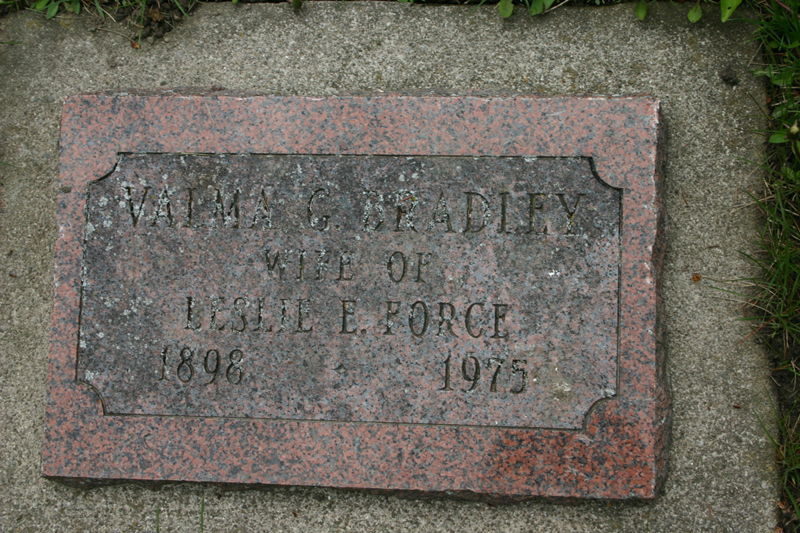 VALMA G. BRADLEY
WIFE OF
LESLIE E. FORCE
1898 1975